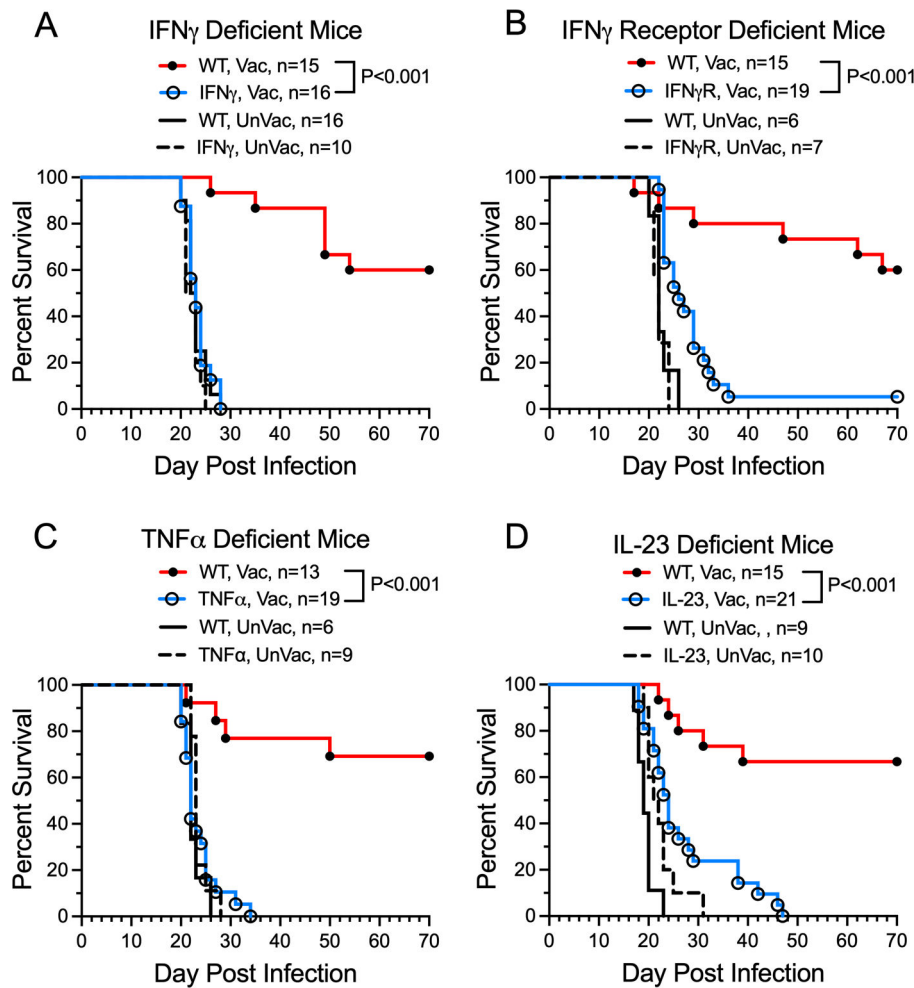 A
IFNγ Deficient Mice
WT, Vac, n=15
IFNγ, Vac, n=16
P<0.001
WT, UnVac, n=16
IFNγ, UnVac, n=10
Percent Survival
100
80
60
40
20
0
0 10 20 30 40 50 60 70
Day Post Infection
B
IFNγ Receptor Deficient Mice
WT, Vac, n=15
IFNγR, Vac, n=19
P<0.001
WT, UnVac, n=6
IFNγR, UnVac, n=7
Percent Survival
100
80
60
40
20
0
0 10 20 30 40 50 60 70
Day Post Infection
C
TNFα Deficient Mice
WT, Vac, n=13
TNFα, Vac, n=19
P<0.001
WT, UnVac, n=6
TNFα, UnVac, n=9
Percent Survival
100
80
60
40
20
0
0 10 20 30 40 50 60 70
Day Post Infection
D
IL-23 Deficient Mice
WT, Vac, n=15
IL-23, Vac, n=21
P<0.001
WT, UnVac, , n=9
IL-23, UnVac, n=10
Percent Survival
100
80
60
40
20
0
0 10 20 30 40 50 60 70
Day Post Infection